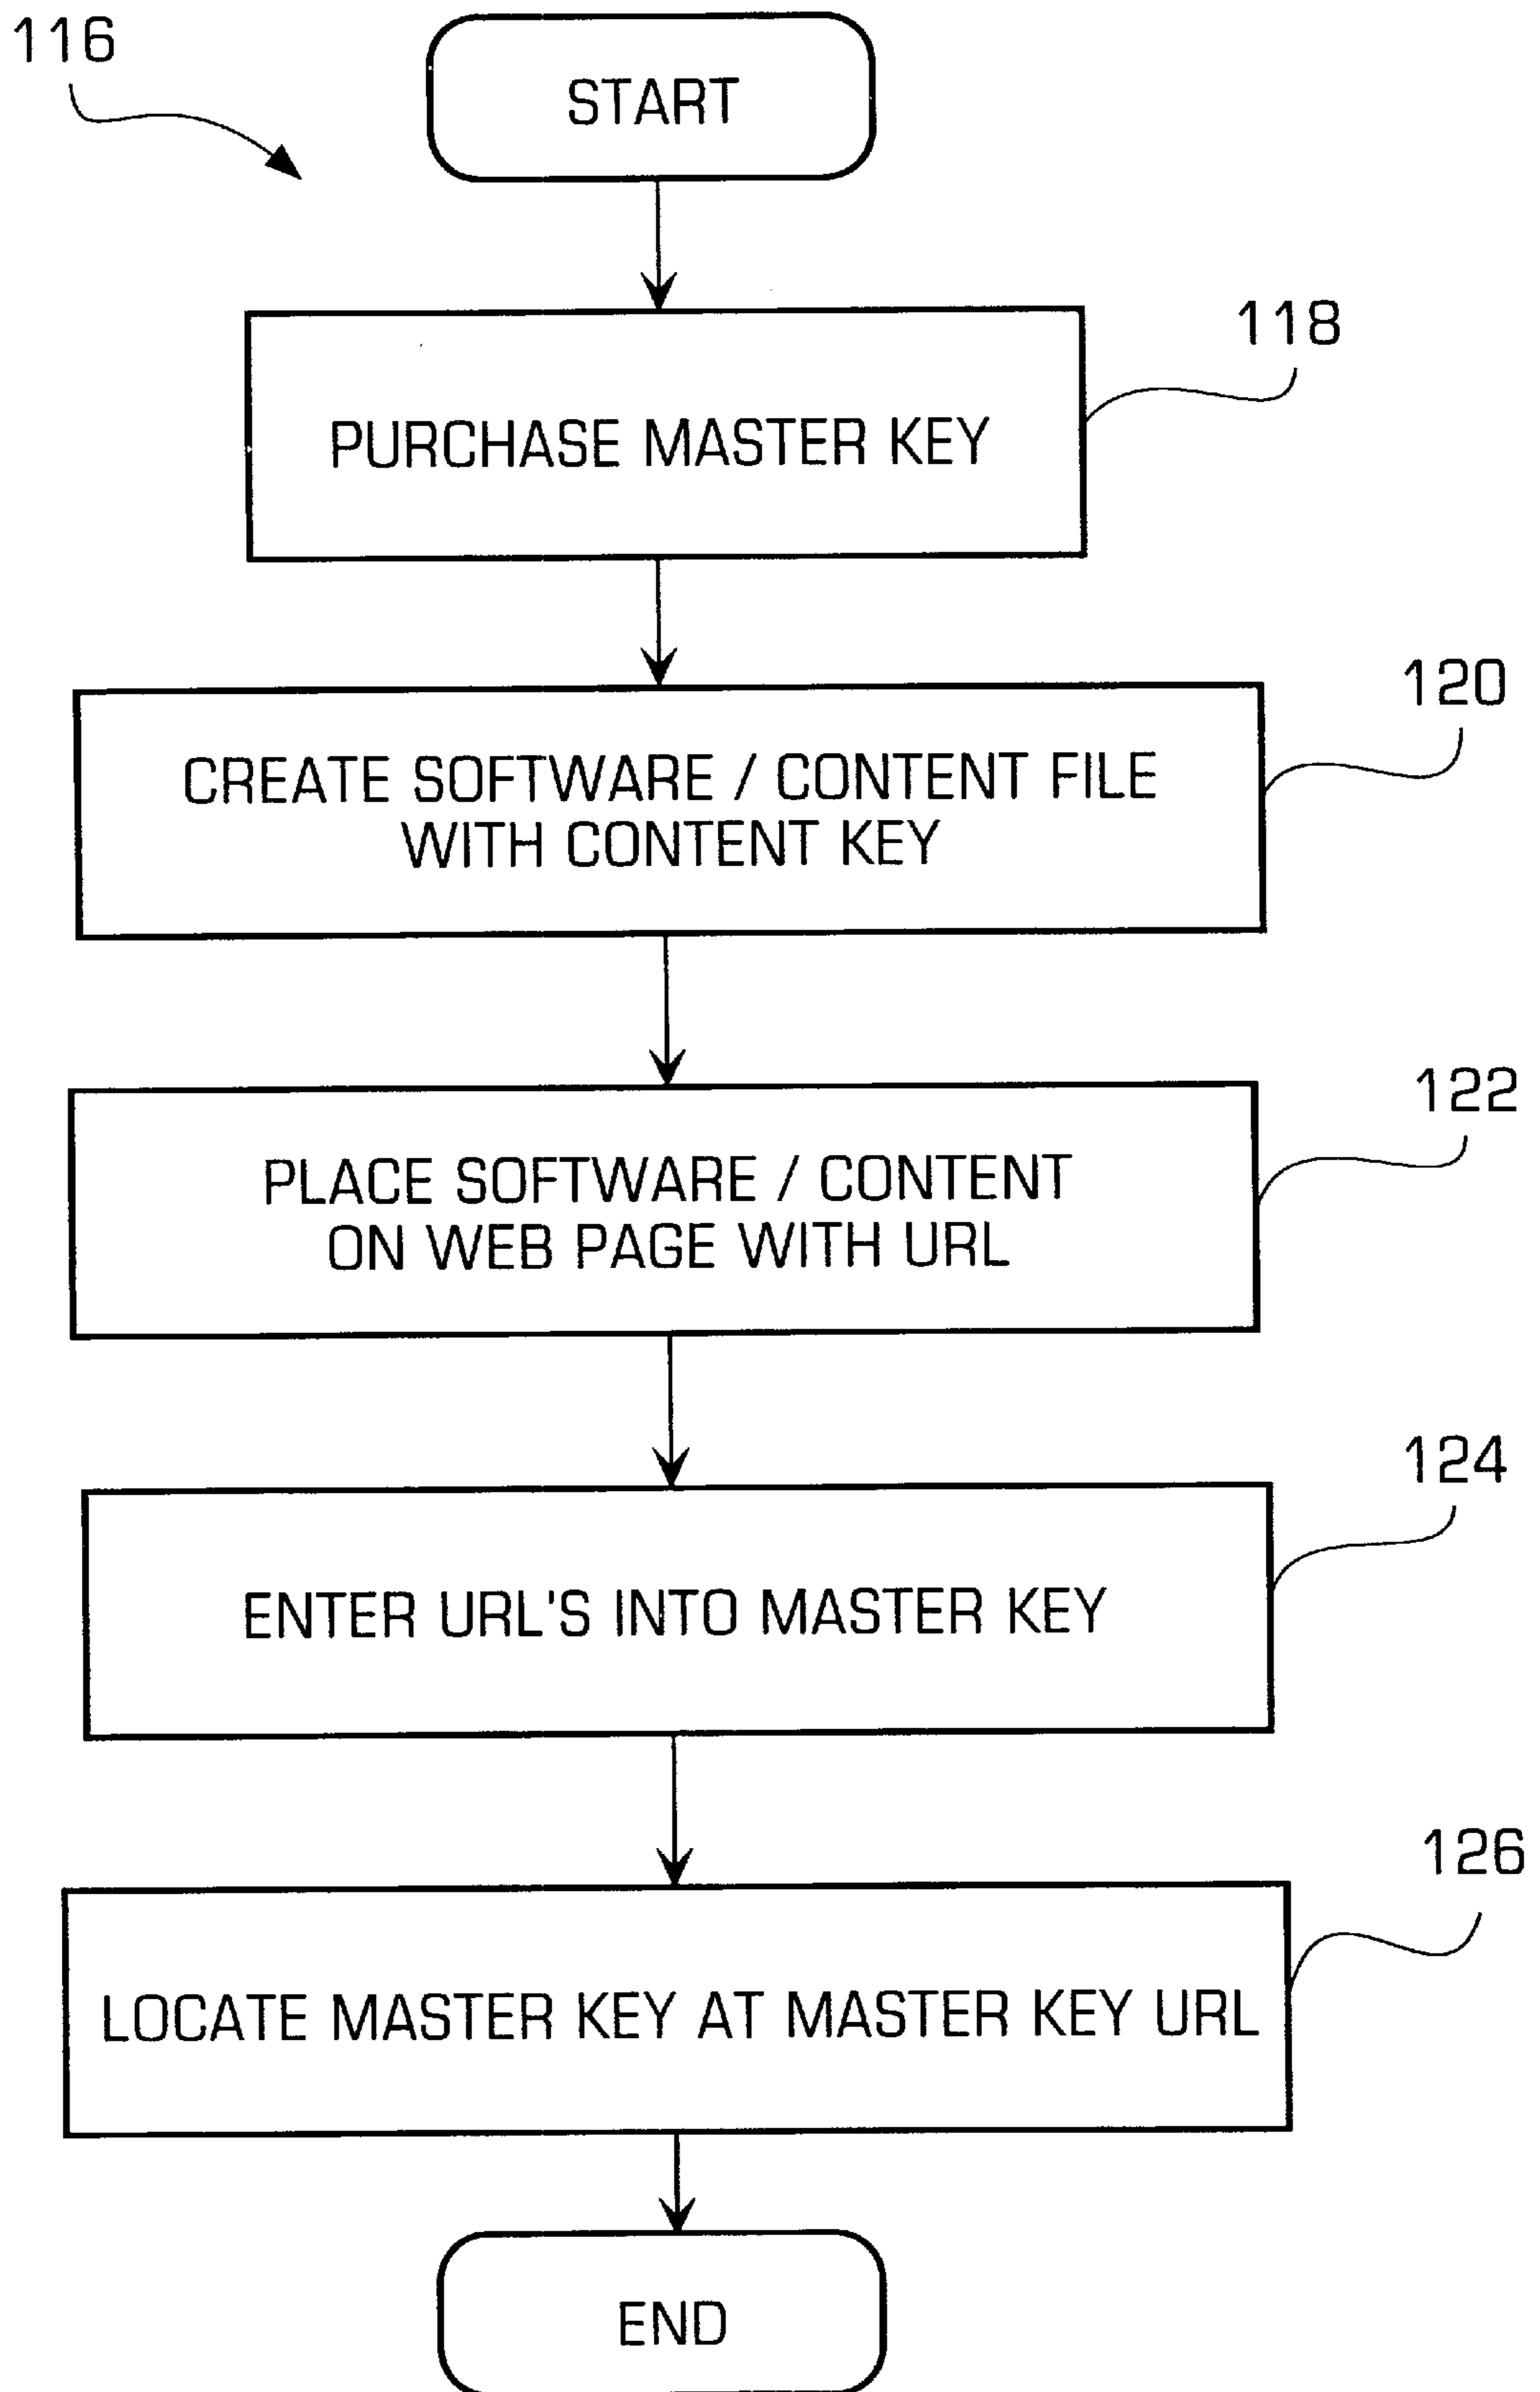 116
START
118
PURCHASE MASTER KEY
120
CREATE SOFTWARE / CONTENT FILE
WITH CONTENT KEY
122
PLACE SOFTWARE / CONTENT
ON WEB PAGE WITH URL
124
ENTER URL'S INTO MASTER KEY
126
LOCATE MASTER KEY AT MASTER KEY URL
END